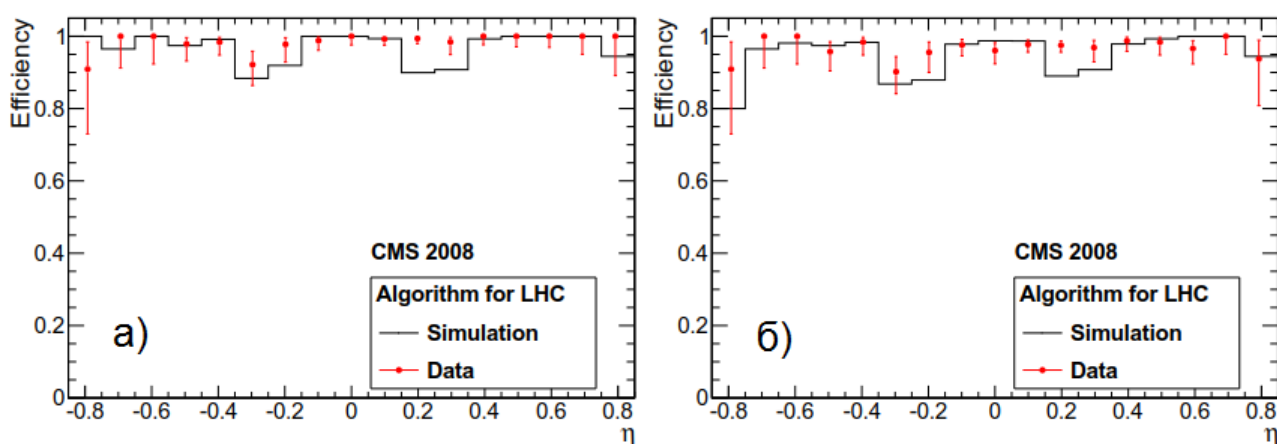 Efficiency
1
0.8
0.6
0.4
0.2
0
CMS 2008
Algorithm for LHC
Simulation
Data
а)
-0.8 -0.6 -0.4 -0.2 0 0.2 0.4 0.6 0.8
η
Efficiency
1
0.8
0.6
0.4
0.2
0
CMS 2008
Algorithm for LHC
Simulation
Data
б)
-0.8 -0.6 -0.4 -0.2 0 0.2 0.4 0.6 0.8
η